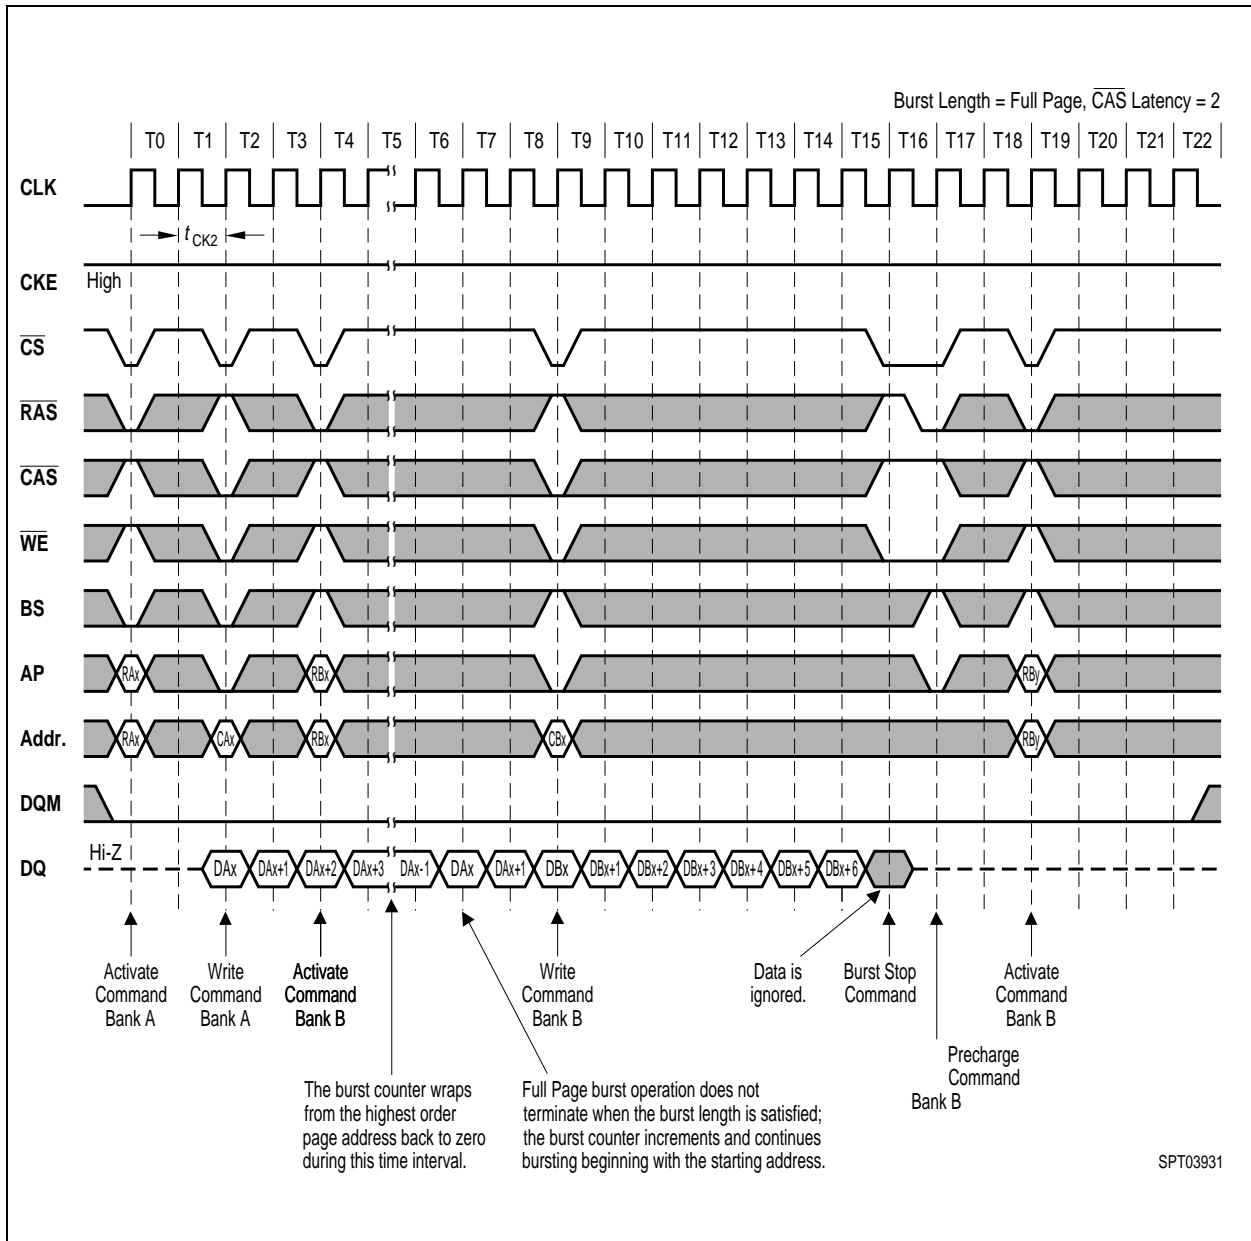 Burst Length = Full Page, CAS Latency = 2
T0 T1 T2 T3 T4 T5 T6 T7 T8 T9 T10 T11 T12 T13 T14 T15 T16 T17 T18 T19 T20 T21 T22
CLK
t CK2
CKE High
CS
RAS
CAS
WE
BS
AP RAx RBx RBy
Addr. RAx CAx RBx CBx RBy
DQM
Hi-Z
DQ DAx DAx+1 DAx+2 DAx+3 DAx-1 DAx DAx+1 DBx DBx+1 DBx+2 DBx+3 DBx+4 DBx+5 DBx+6
Activate
Command
Bank A
Write
Command
Bank A
Activate
Command
Bank B
Write
Command
Bank B
Data is
ignored.
Burst Stop
Command
Activate
Command
Bank B
Precharge
Command
Bank B
The burst counter wraps
from the highest order
page address back to zero
during this time interval.
Full Page burst operation does not
terminate when the burst length is satisfied;
the burst counter increments and continues
bursting beginning with the starting address.
SPT03931